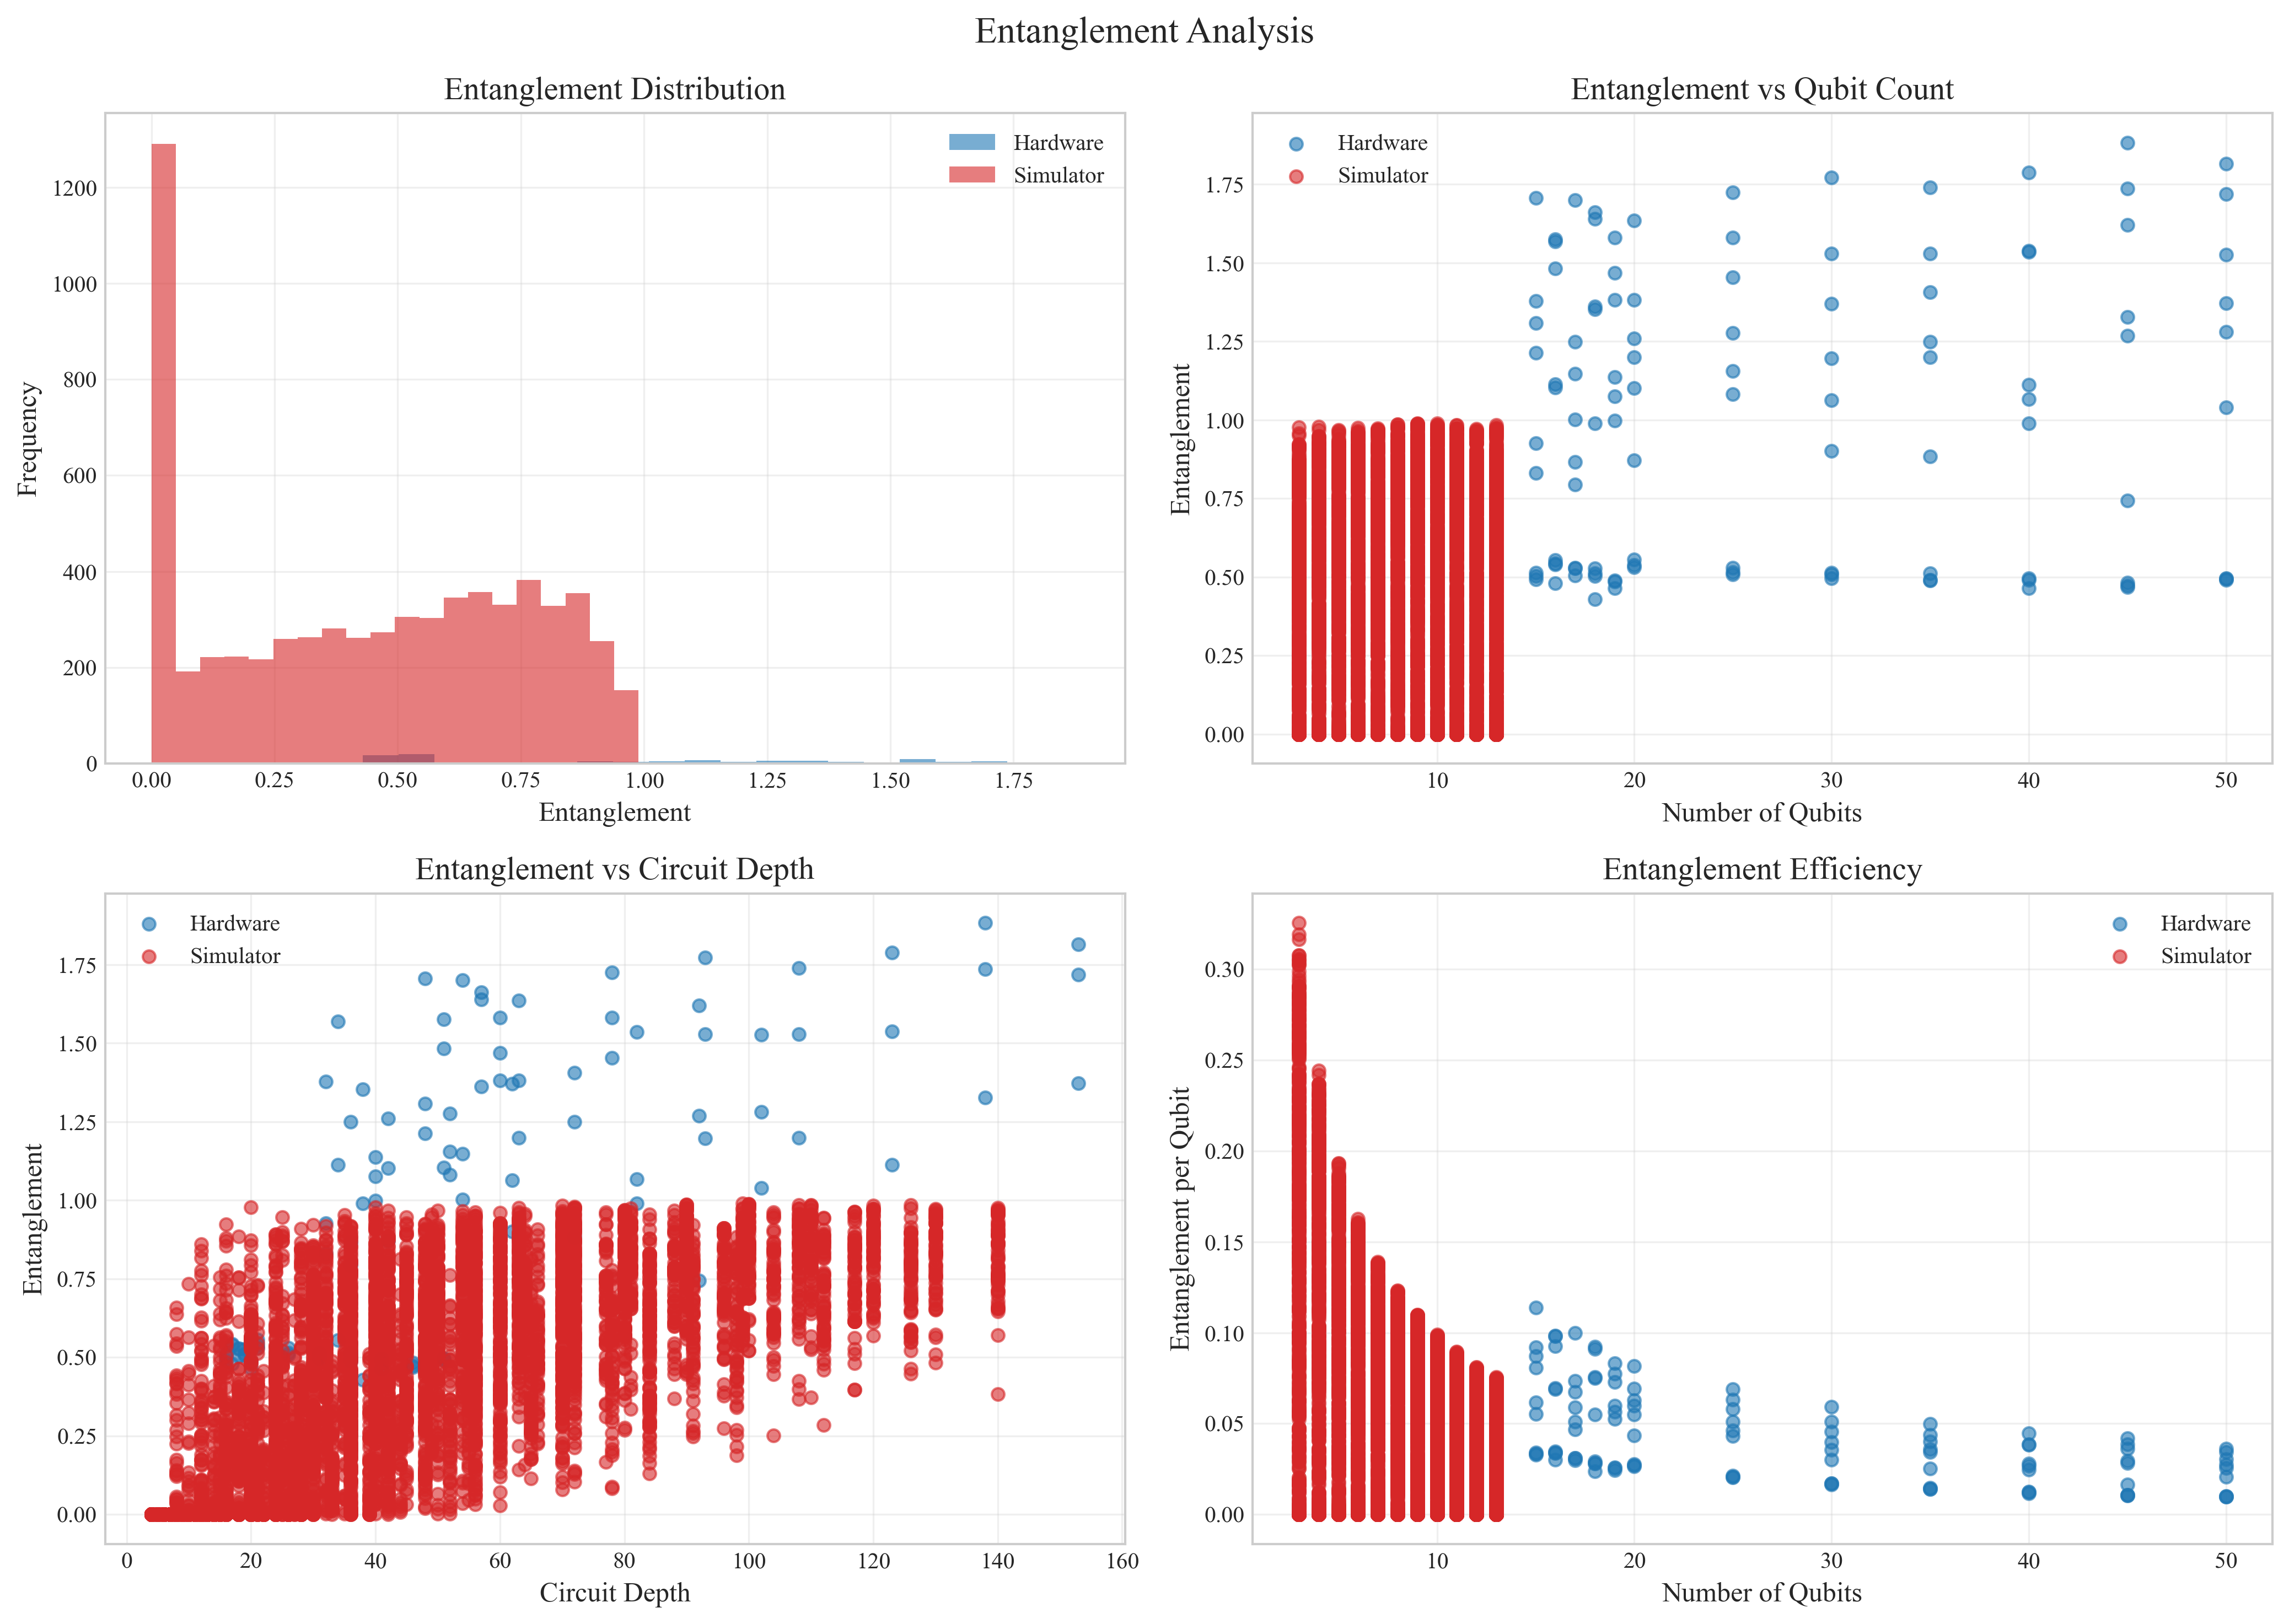 Entanglement Analysis
Entanglement Distribution
Frequency
1200
1000
800
600
400
200
0
Hardware
Simulator
0.00 0.25 0.50 0.75 1.00 1.25 1.50 1.75
Entanglement
Entanglement vs Qubit Count
Entanglement
1.75
1.50
1.25
1.00
0.75
0.50
0.25
0.00
Hardware
Simulator
10 20 30 40 50
Number of Qubits
Entanglement vs Circuit Depth
Entanglement
1.75
1.50
1.25
1.00
0.75
0.50
0.25
0.00
Hardware
Simulator
0 20 40 60 80 100 120 140 160
Circuit Depth
Entanglement Efficiency
Entanglement per Qubit
0.30
0.25
0.20
0.15
0.10
0.05
0.00
Hardware
Simulator
10 20 30 40 50
Number of Qubits